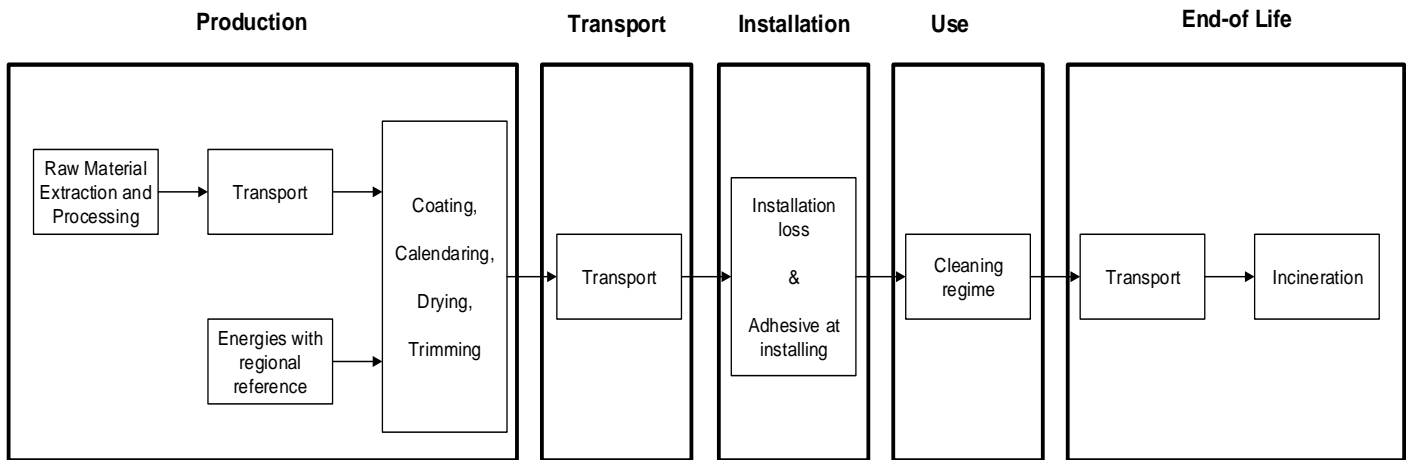 Production
Transport
Installation
Use
End-of Life
Raw Material
Extraction and
Processing
Transport
Energies with
regional
reference
Coating,
Calendaring,
Drying,
Trimming
Transport
Installation
loss
&
Adhesive at
installing
Cleaning
regime
Transport
Incineration